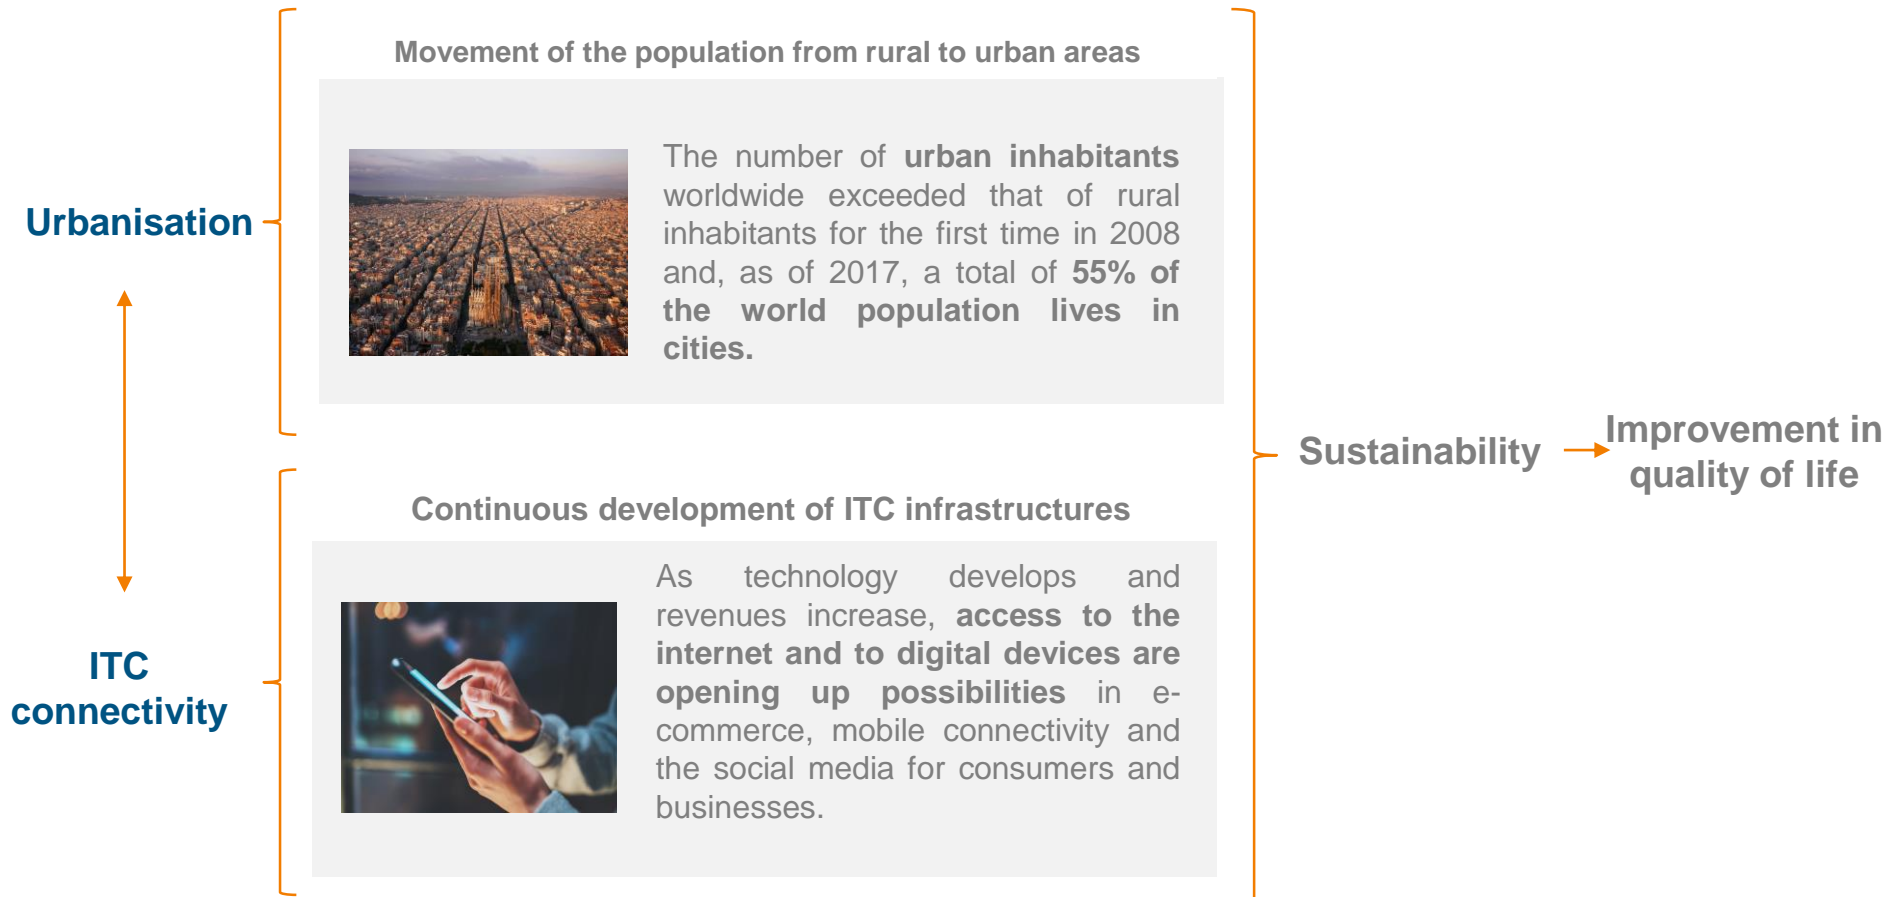 Movement of the population from rural to urban areas
Urbanisation
The number of urban inhabitants
worldwide exceeded that of rural
inhabitants for the first time in 2008
and, as of 2017, a total of 55% of
the world population lives in
cities.
Continuous development of ITC infrastructures
ITC
connectivity
As technology develops and
revenues increase, access to the
internet and to digital devices are
opening up possibilities in e-
commerce, mobile connectivity and
the social media for consumers and
businesses.
Sustainability
Improvement in
quality of life